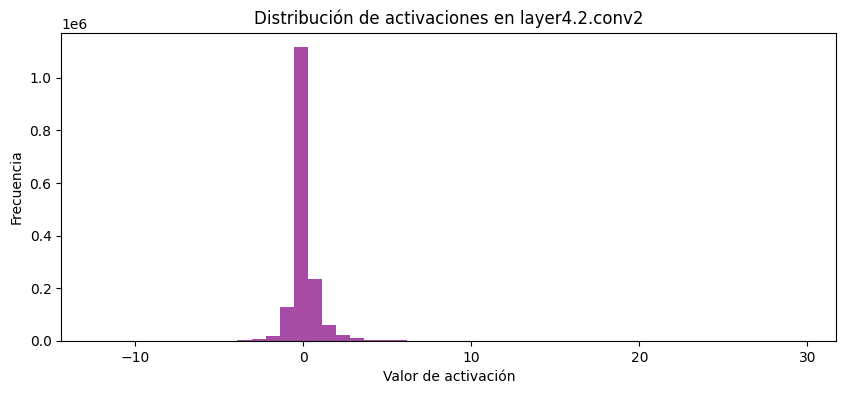 Distribución de activaciones en layer4.2.conv2
1e6
1.0
0.8
0.6
0.4
0.2
0.0
Frecuencia
−10
0
10
20
30
Valor de activación